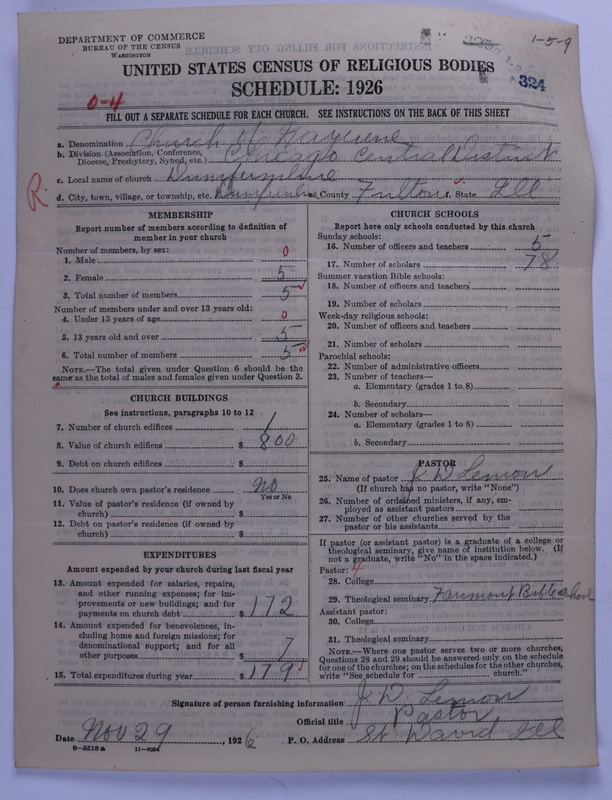 DEPARTMENT OF COMMERCE
BUREAU OF THE CENSUS
WASHINGTON
1-5-9
324
UNITED STATES CENSUS OF RELIGIOUS BODIES
SCHEDULE: 1926
0-4
FILL OUT A SEPARATE SCHEDULE FOR EACH CHURCH. SEE INSTRUCTIONS ON THE BACK OF THIS SHEET
a. Denomination Church of Nazarene
b. Division (Association, Conference, Diocese, Presbytery, Synod, etc.) Chicago Central District
c. Local name of church Dunfermline
R.
d. City, town, village, or township, etc. County Fulton State Ill
MEMBERSHIP
Report number of members according to definition of
member in your church
Number of members, by sex:
1. Male 0
2. Female 5
3. Total number of members 5
Number of members under and over 13 years old:
4. Under 13 years of age 0
5. 13 years old and over 5
6. Total number of members 5
NOTE.—The total given under Question 6 should be the
same as the total of males and females given under Question 3.
CHURCH BUILDINGS
See instructions, paragraphs 10 to 12
7. Number of church edifices 1
8. Value of church edifices $ 800
9. Debt on church edifices $
10. Does church own pastor's residence No
Yes or No
11. Value of pastor's residence (if owned by
church) $
12. Debt on pastor's residence (if owned by
church) $
EXPENDITURES
Amount expended by your church during last fiscal year
13. Amount expended for salaries, repairs,
and other running expenses; for im-
provements or new buildings; and for
payments on church debt $ 172
14. Amount expended for benevolences, in-
cluding home and foreign missions; for
denominational support; and for all
other purposes $ 7
15. Total expenditures during year $ 179
CHURCH SCHOOLS
Report here only schools conducted by this church
Sunday schools:
16. Number of officers and teachers 5
17. Number of scholars 78
Summer vacation Bible schools:
18. Number of officers and teachers
19. Number of scholars
Week-day religious schools:
20. Number of officers and teachers
21. Number of scholars
Parochial schools:
22. Number of administrative officers
23. Number of teachers—
a. Elementary (grades 1 to 8)
b. Secondary
24. Number of scholars—
a. Elementary (grades 1 to 8)
b. Secondary
PASTOR
25. Name of pastor J D Lemon
(If church has no pastor, write "None")
26. Number of ordained ministers, if any, em-
ployed as assistant pastors
27. Number of other churches served by the
pastor or his assistants
If pastor (or assistant pastor) is a graduate of a college or
theological seminary, give name of institution below. (If
not a graduate, write "No" in the space indicated.)
Pastor: 4
28. College
29. Theological seminary Fairmount Bible school
Assistant pastor:
30. College
31. Theological seminary
NOTE.—Where one pastor serves two or more churches,
Questions 28 and 29 should be answered only on the schedule
for one of the churches; on the schedules for the other churches,
write "See schedule for church."
Signature of person furnishing information J. D. Lemon
Official title Pastor
Date Nov 29, 1926 P. O. Address St David Ill
8-5518a 11-9054